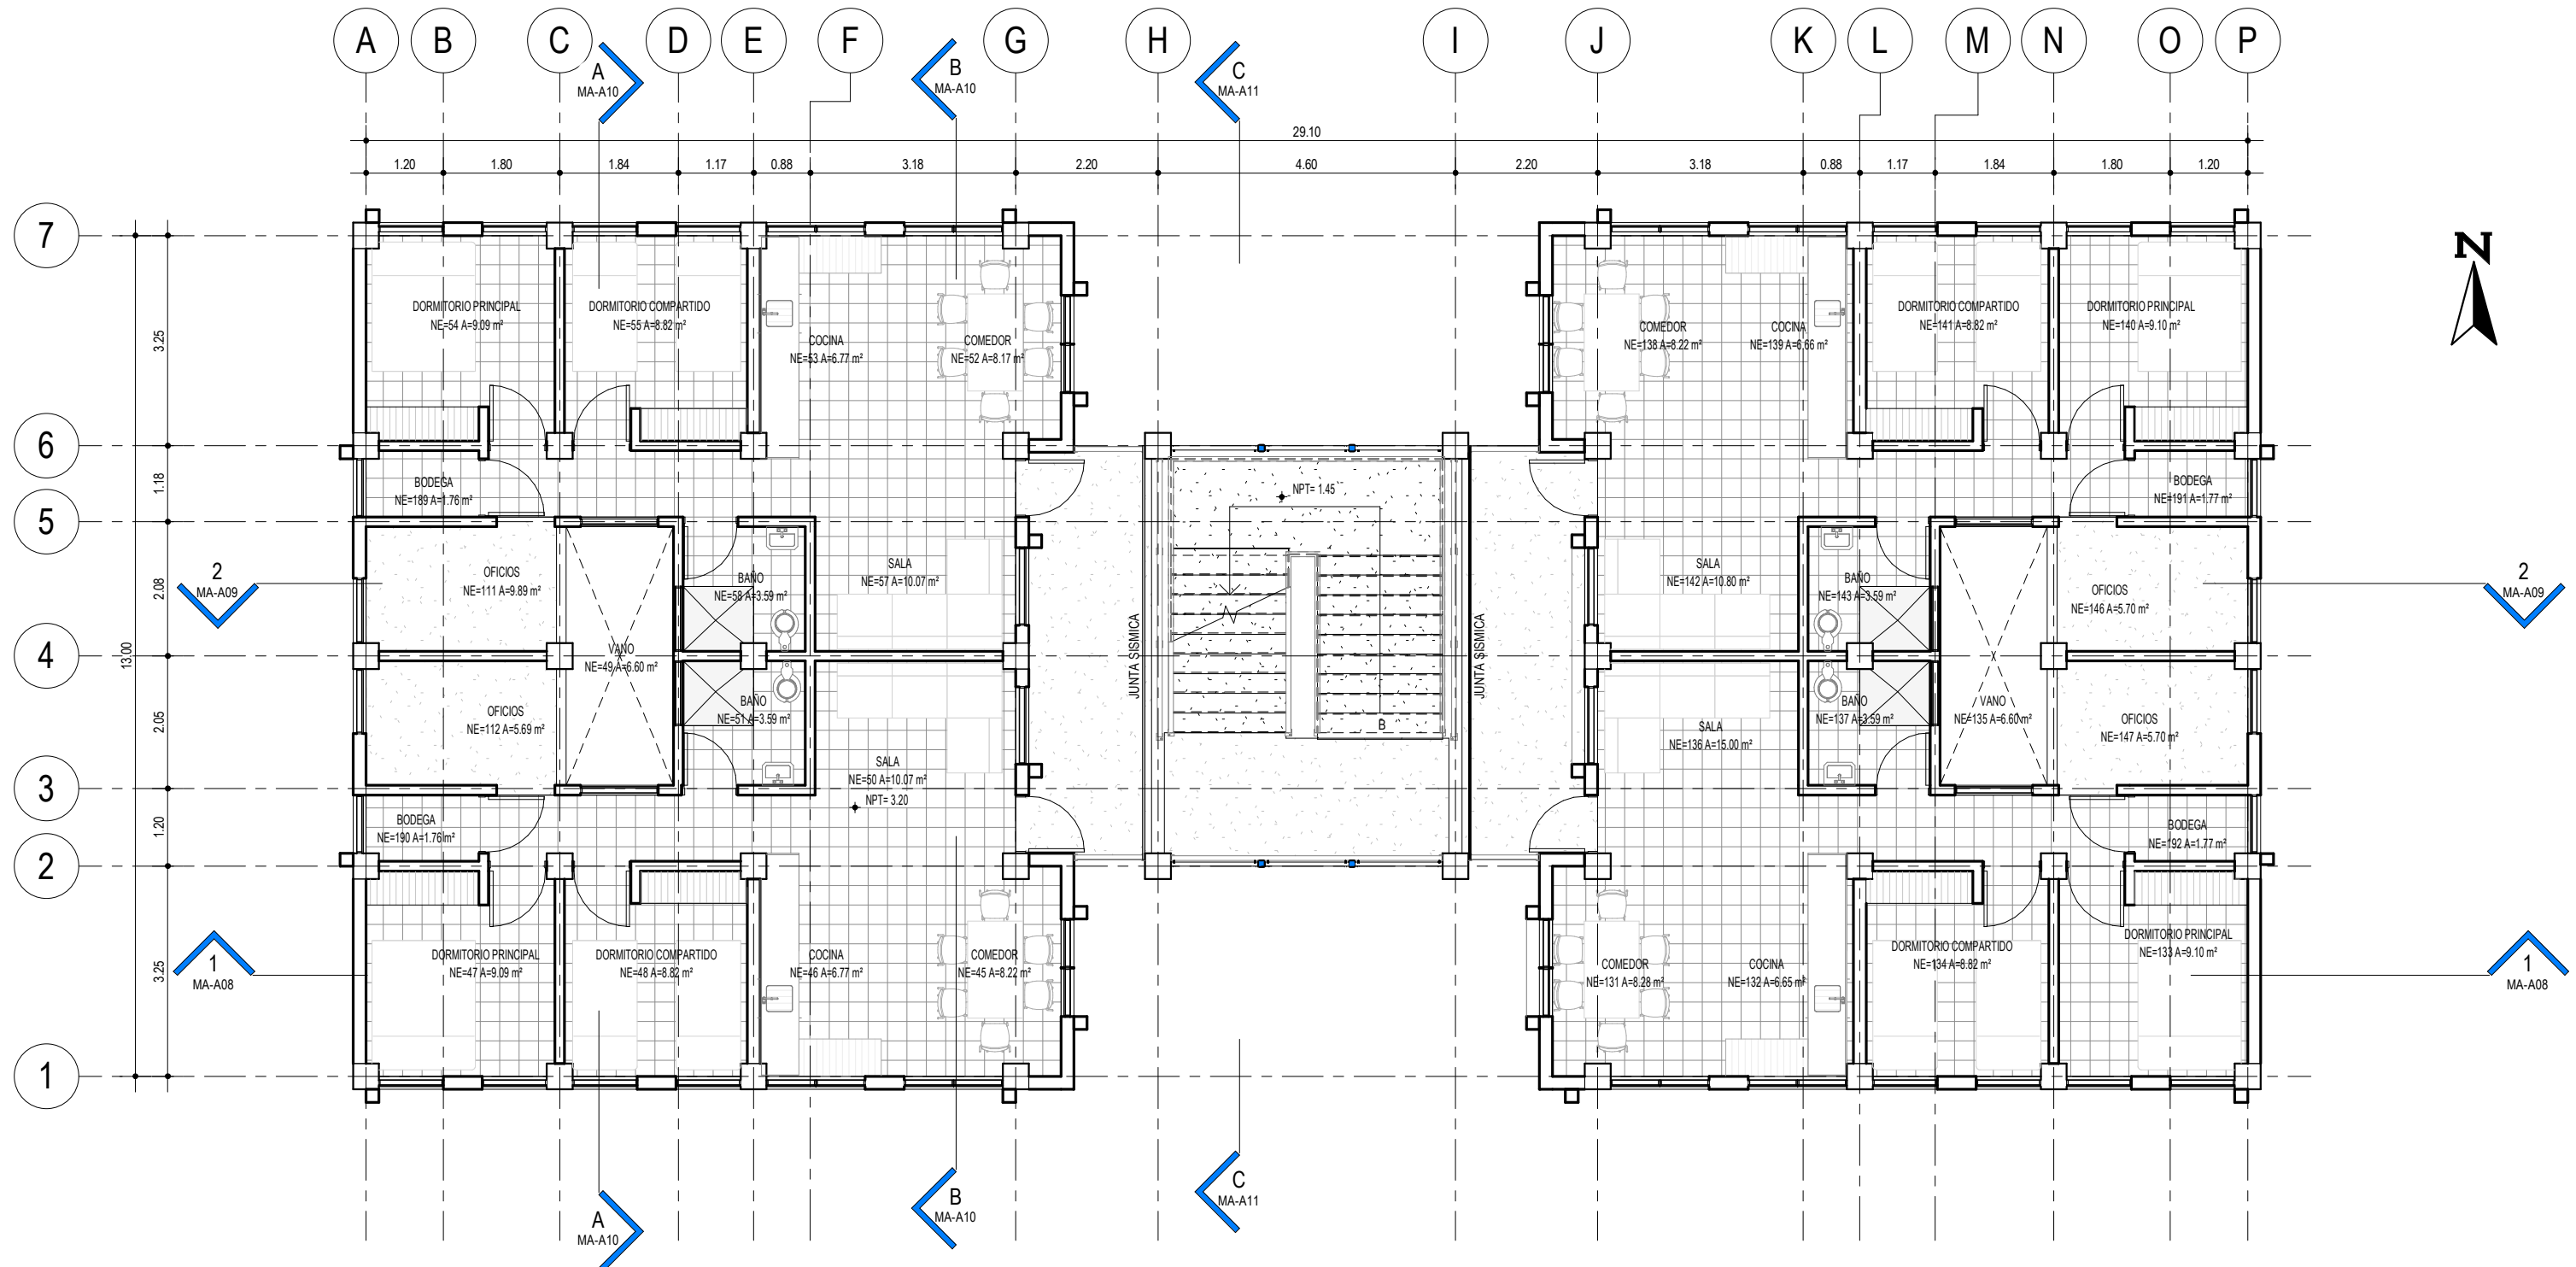 A B C D E F G H I J K L M N O P
A
MA-A10
B
MA-A10
C
MA-A11
29.10
1.20 1.80 1.84 1.17 0.88 3.18 2.20 4.60 2.20 3.18 0.88 1.17 1.84 1.80 1.20
7
N
3.25
DORMITORIO PRINCIPAL
NE=54 A=9.09 m²
DORMITORIO COMPARTIDO
NE=55 A=8.82 m²
COCINA
NE=53 A=6.77 m²
COMEDOR
NE=52 A=8.17 m²
COMEDOR
NE=138 A=8.22 m²
COCINA
NE=139 A=6.66 m²
DORMITORIO COMPARTIDO
NE=141 A=8.82 m²
DORMITORIO PRINCIPAL
NE=140 A=9.10 m²
6
1.18
BODEGA
NE=189 A=1.76 m²
NPT= 1.45
BODEGA
NE=191 A=1.77 m²
5
2.08
2
MA-A09
OFICIOS
NE=111 A=9.89 m²
BAÑO
NE=58 A=3.59 m²
SALA
NE=57 A=10.07 m²
SALA
NE=142 A=10.80 m²
BAÑO
NE=143 A=3.59 m²
OFICIOS
NE=146 A=5.70 m²
2
MA-A09
4
13.00
VANO
NE=49 A=6.60 m²
JUNTA SISMICA
JUNTA SISMICA
2.05
OFICIOS
NE=112 A=5.69 m²
BAÑO
NE=51 A=3.59 m²
B
SALA
NE=136 A=15.00 m²
BAÑO
NE=137 A=3.59 m²
VANO
NE=135 A=6.60 m²
OFICIOS
NE=147 A=5.70 m²
3
SALA
NE=50 A=10.07 m²
NPT= 3.20
1.20
BODEGA
NE=190 A=1.76 m²
BODEGA
NE=192 A=1.77 m²
2
3.25
1
MA-A08
DORMITORIO PRINCIPAL
NE=47 A=9.09 m²
DORMITORIO COMPARTIDO
NE=48 A=8.82 m²
COCINA
NE=46 A=6.77 m²
COMEDOR
NE=45 A=8.22 m²
COMEDOR
NE=131 A=8.28 m²
COCINA
NE=132 A=6.65 m²
DORMITORIO COMPARTIDO
NE=134 A=8.82 m²
DORMITORIO PRINCIPAL
NE=133 A=9.10 m²
1
MA-A08
1
A
MA-A10
B
MA-A10
C
MA-A11